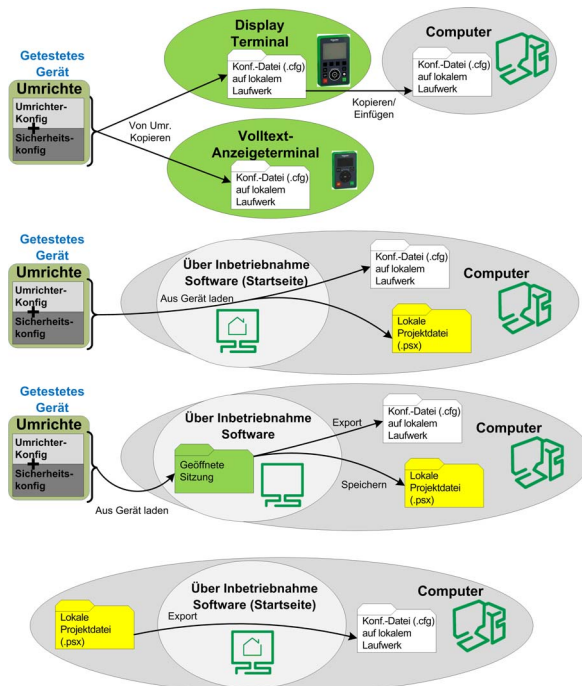 Display
Terminal
Konf.-Datei (.cfg)
auf lokalem
Laufwerk
Computer
Konf.-Datei (.cfg)
auf lokalem
Laufwerk
Kopieren/
Einfügen
Getestetes
Gerät
Umrichte
Umrichter-
Konfig
+
Sicherheits-
konfig
Von Umr.
Kopieren
Volltext-
Anzeigeterminal
Konf.-Datei (.cfg)
auf lokalem
Laufwerk
Getestetes
Gerät
Umrichte
Umrichter-
Konfig
+
Sicherheits-
konfig
Über Inbetriebnahme
Software (Startseite)
Aus Gerät laden
Konf.-Datei (.cfg)
auf lokalem
Laufwerk
Computer
Lokale
Projektdatei
(.psx)
Getestetes
Gerät
Umrichte
Umrichter-
Konfig
+
Sicherheits-
konfig
Aus Gerät laden
Über Inbetriebnahme
Software
Geöffnete
Sitzung
Export
Konf.-Datei (.cfg)
auf lokalem
Laufwerk
Computer
Speichern
Lokale
Projektdatei
(.psx)
Über Inbetriebnahme
Software (Startseite)
Computer
Lokale
Projektdatei
(.psx)
Export
Konf.-Datei (.cfg)
auf lokalem
Laufwerk